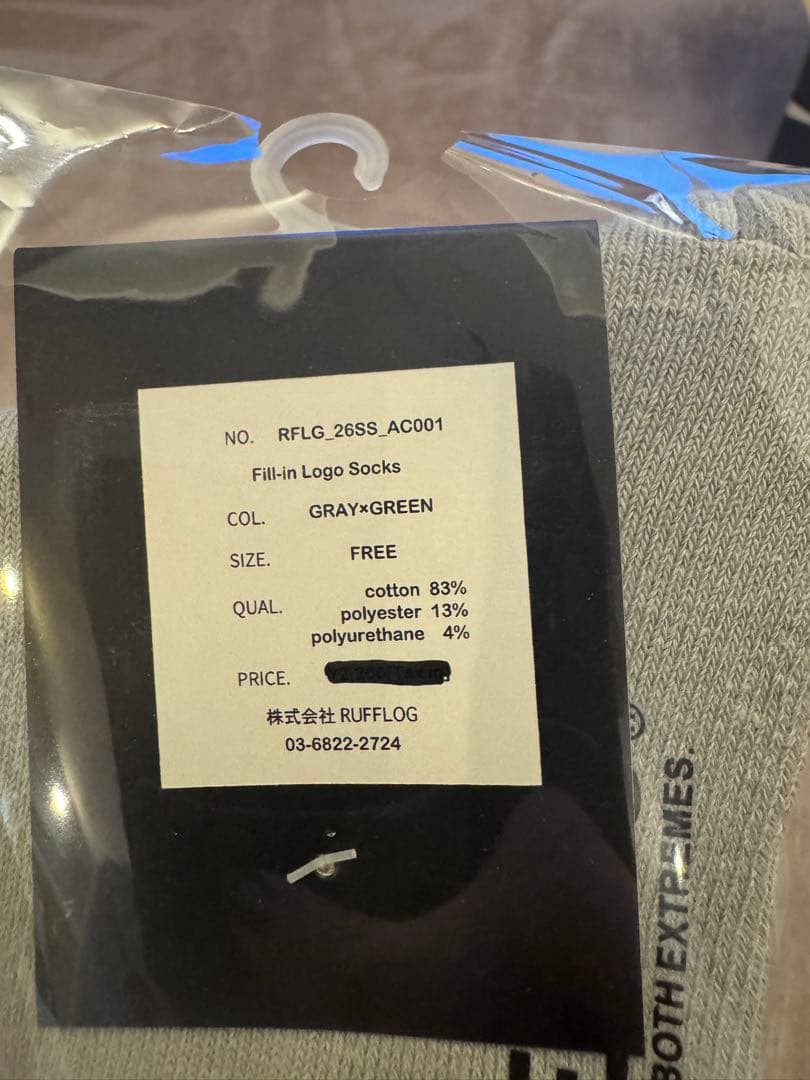 NO. RFLG_26SS_AC001
Fill-in Logo Socks
COL. GRAY×GREEN
SIZE. FREE
QUAL. cotton 83%
polyester 13%
polyurethane 4%
PRICE.
株式会社 RUFFLOG
03-6822-2724
BOTH EXTREMES.